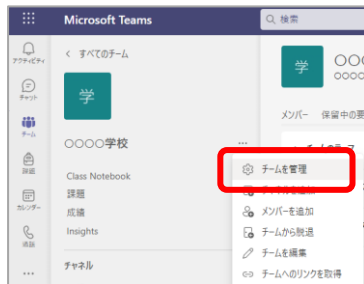 Microsoft Teams
検索
アクティビティ
すべてのチーム
学
学
チャット
メンバー 保留中の要
チーム
○○○○学校
Class Notebook
チームを管理
課題
課題
成績
メンバーを追加
カレンダー
Insights
チームから脱退
通話
チームを編集
チャネル
チームへのリンクを取得